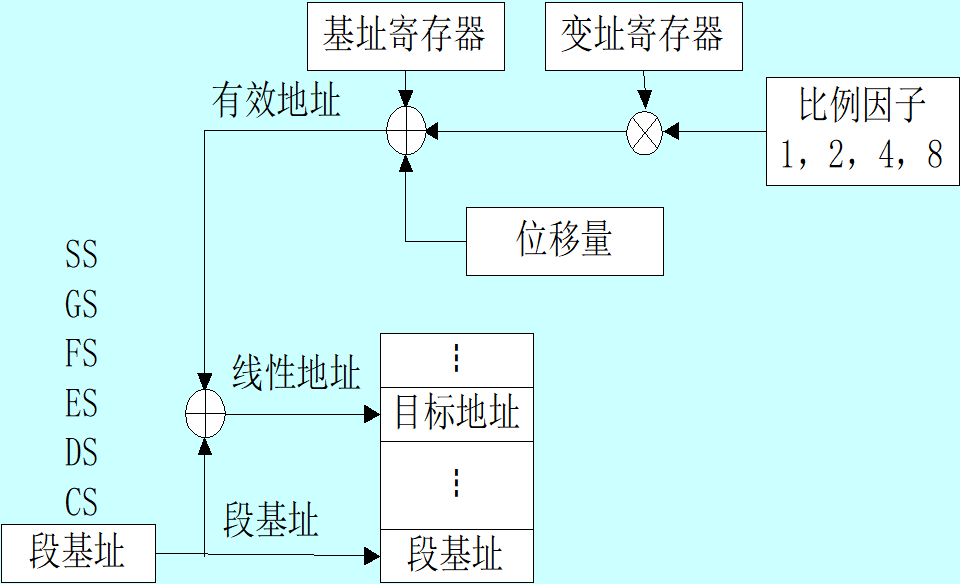 基址寄存器
变址寄存器
比例因子
1，2，4，8
有效地址
位移量
SS
GS
FS
ES
DS
CS
线性地址
目标地址
段基址
段基址
段基址